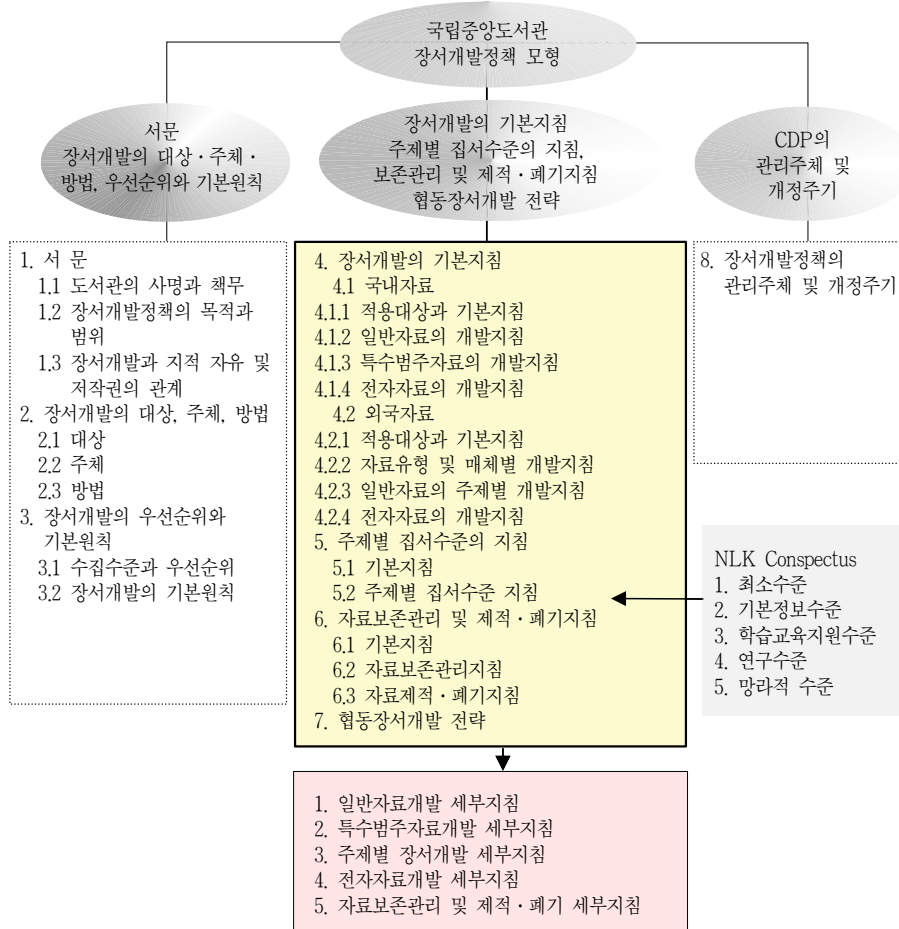 국립중앙도서관
장서개발정책 모형
서문
장서개발의 대상·주체·
방법, 우선순위와 기본원칙
장서개발의 기본지침
주제별 집서수준의 지침,
보존관리 및 제적·폐기지침
협동장서개발 전략
CDP의
관리주체 및
개정주기
1. 서 문
1.1 도서관의 사명과 책무
1.2 장서개발정책의 목적과
범위
1.3 장서개발과 지적 자유 및
저작권의 관계
2. 장서개발의 대상, 주체, 방법
2.1 대상
2.2 주체
2.3 방법
3. 장서개발의 우선순위와
기본원칙
3.1 수집수준과 우선순위
3.2 장서개발의 기본원칙
4. 장서개발의 기본지침
4.1 국내자료
4.1.1 적용대상과 기본지침
4.1.2 일반자료의 개발지침
4.1.3 특수범주자료의 개발지침
4.1.4 전자자료의 개발지침
4.2 외국자료
4.2.1 적용대상과 기본지침
4.2.2 자료유형 및 매체별 개발지침
4.2.3 일반자료의 주제별 개발지침
4.2.4 전자자료의 개발지침
5. 주제별 집서수준의 지침
5.1 기본지침
5.2 주제별 집서수준 지침
6. 자료보존관리 및 제적·폐기지침
6.1 기본지침
6.2 자료보존관리지침
6.3 자료제적·폐기지침
7. 협동장서개발 전략
8. 장서개발정책의
관리주체 및 개정주기
NLK Conspectus
1. 최소수준
2. 기본정보수준
3. 학습교육지원수준
4. 연구수준
5. 망라적 수준
1. 일반자료개발 세부지침
2. 특수범주자료개발 세부지침
3. 주제별 장서개발 세부지침
4. 전자자료개발 세부지침
5. 자료보존관리 및 제적·폐기 세부지침